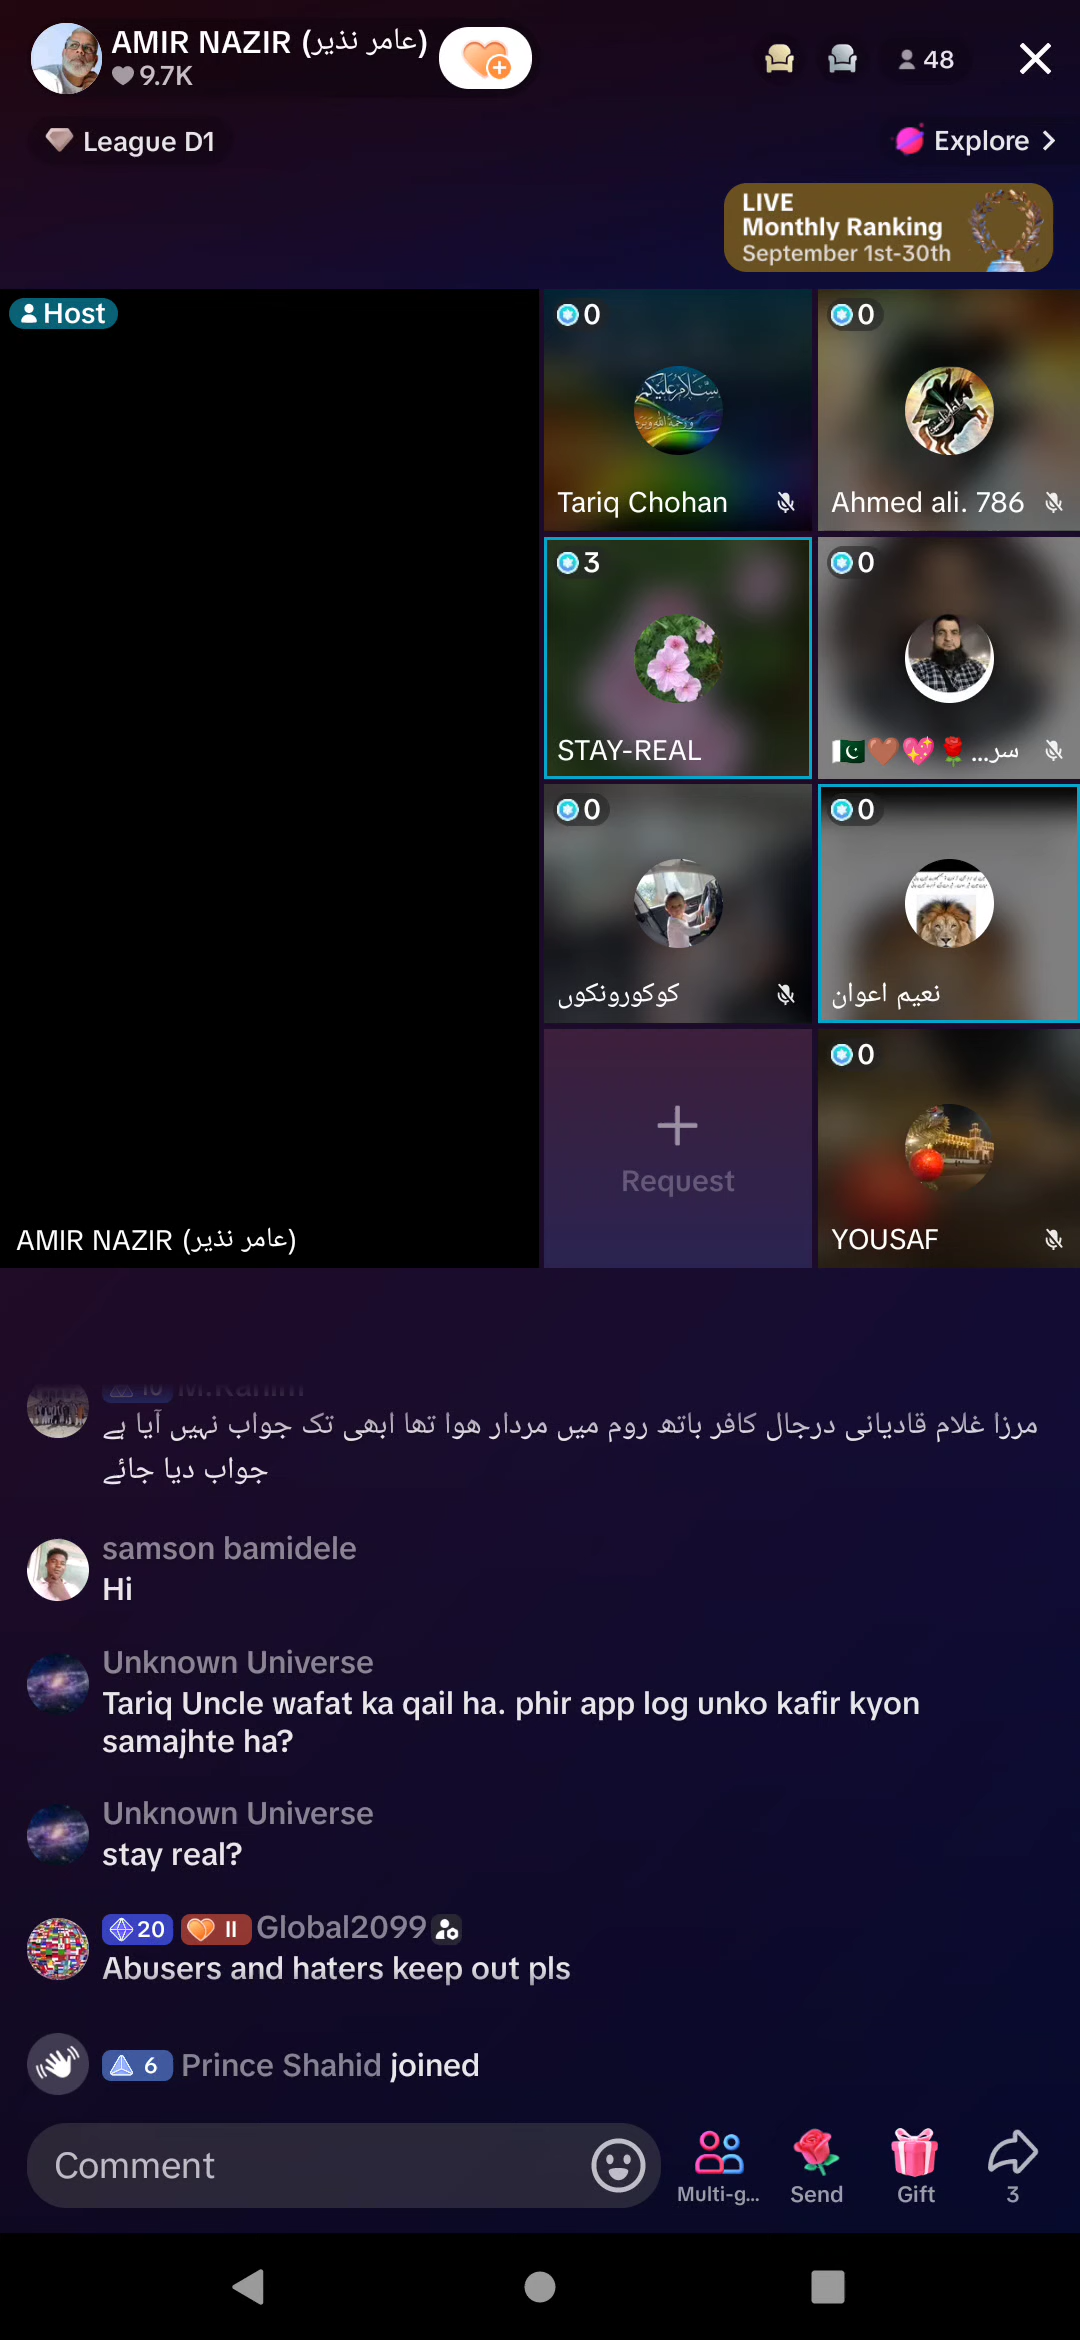 AMIR NAZIR (عامر نذیر)
9.7K
48
League D1
Explore
LIVE
Monthly Ranking
September 1st-30th
Host
0
0
Tariq Chohan
Ahmed ali. 786
3
0
STAY-REAL
🇵🇰🤎💖🌹...سر
0
0
کوکورونکوں
نعیم اعوان
0
Request
AMIR NAZIR (عامر نذیر)
YOUSAF
10 M.Rahim
مرزا غلام قادیانی درجال کافر باتھ روم میں مردار ھوا تھا ابھی تک جواب نہیں آیا ہے
جواب دیا جائے
samson bamidele
Hi
Unknown Universe
Tariq Uncle wafat ka qail ha. phir app log unko kafir kyon
samajhte ha?
Unknown Universe
stay real?
20 II Global2099
Abusers and haters keep out pls
6 Prince Shahid joined
Comment
Multi-g...
Send
Gift
3